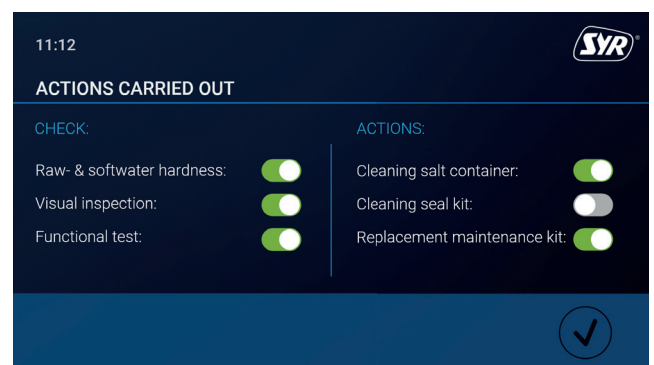 11:12
SYR®
ACTIONS CARRIED OUT
CHECK:
Raw- & softwater hardness:
Visual inspection:
Functional test:
ACTIONS:
Cleaning salt container:
Cleaning seal kit:
Replacement maintenance kit: